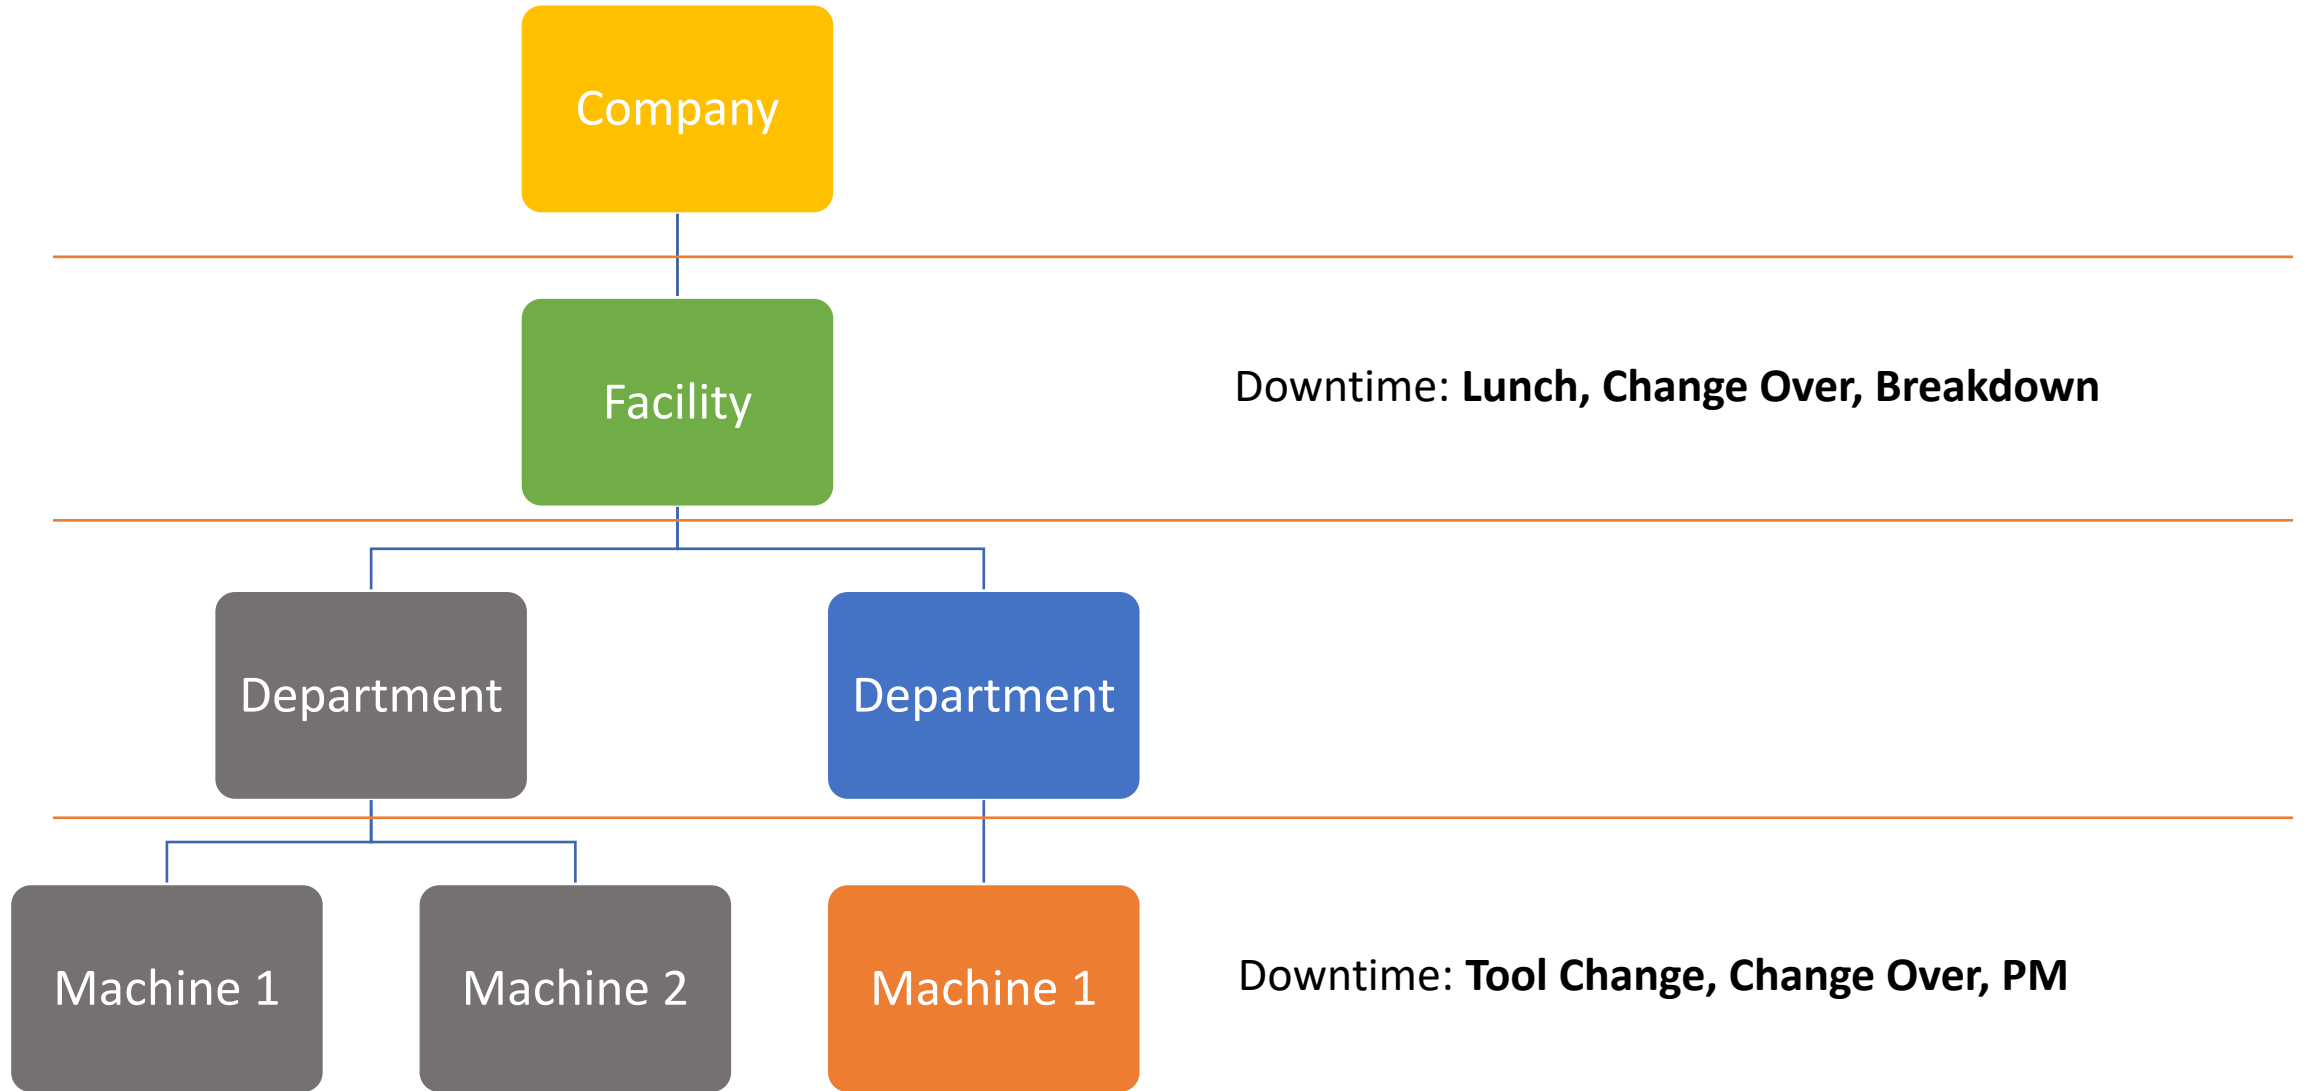 Company
Facility
Downtime: Lunch, Change Over, Breakdown
Department
Department
Machine 1
Machine 2
Machine 1
Downtime: Tool Change, Change Over, PM